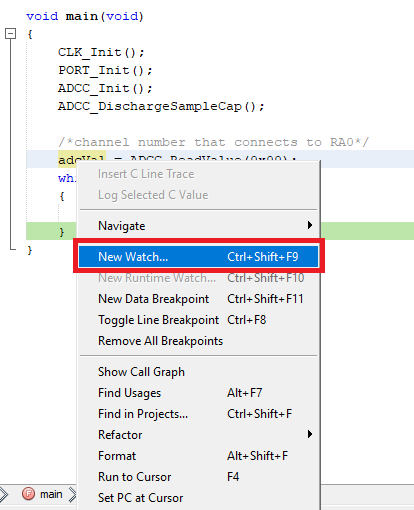 void main(void)
{
CLK_Init();
PORT_Init();
ADCC_Init();
ADCC_DischargeSampleCap();
/*channel number that connects to RA0*/
adcVal = ADCC_ReadValue(0x00);
wh
{
}
}
Insert C Line Trace
Log Selected C Value
Navigate
New Watch... Ctrl+Shift+F9
New Runtime Watch... Ctrl+Shift+F10
New Data Breakpoint Ctrl+Shift+F11
Toggle Line Breakpoint Ctrl+F8
Remove All Breakpoints
Show Call Graph
Find Usages Alt+F7
Find in Projects... Ctrl+Shift+F
Refactor
Format Alt+Shift+F
Run to Cursor F4
Set PC at Cursor
main